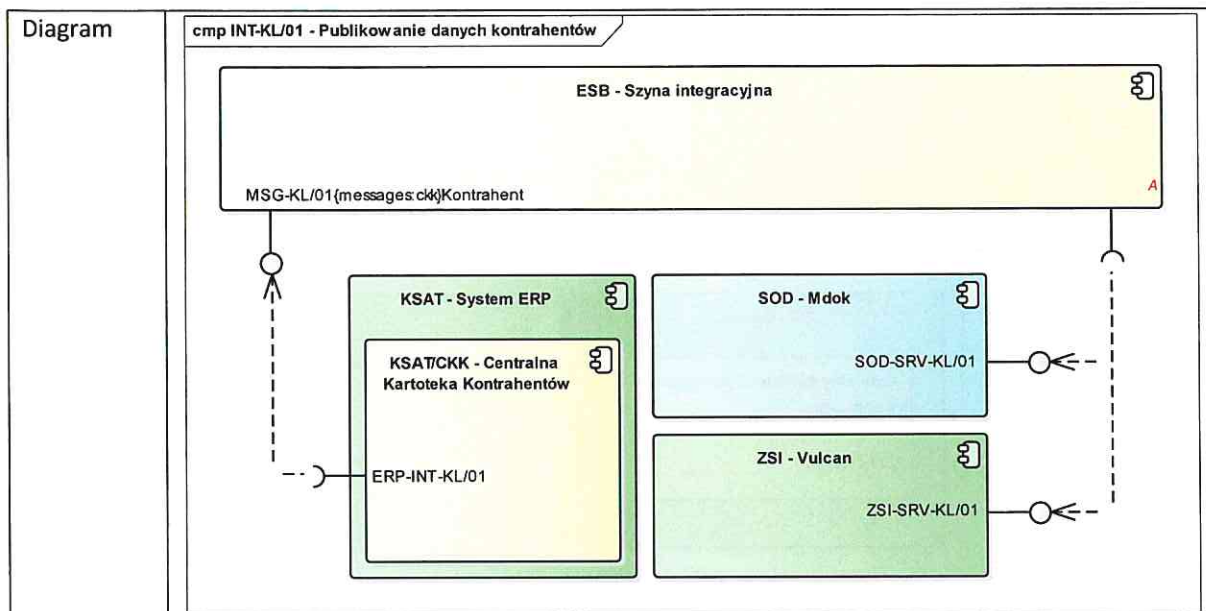 Diagram
cmp INT-KL/01 - Publikowanie danych kontrahentów
ESB - Szyna integracyjna
MSG-KL/01{messages:ckk}Kontrahent
A
KSAT - System ERP
KSAT/CKK - Centralna
Kartoteka Kontrahentów
ERP-INT-KL/01
SOD - Mdok
SOD-SRV-KL/01
ZSI - Vulcan
ZSI-SRV-KL/01